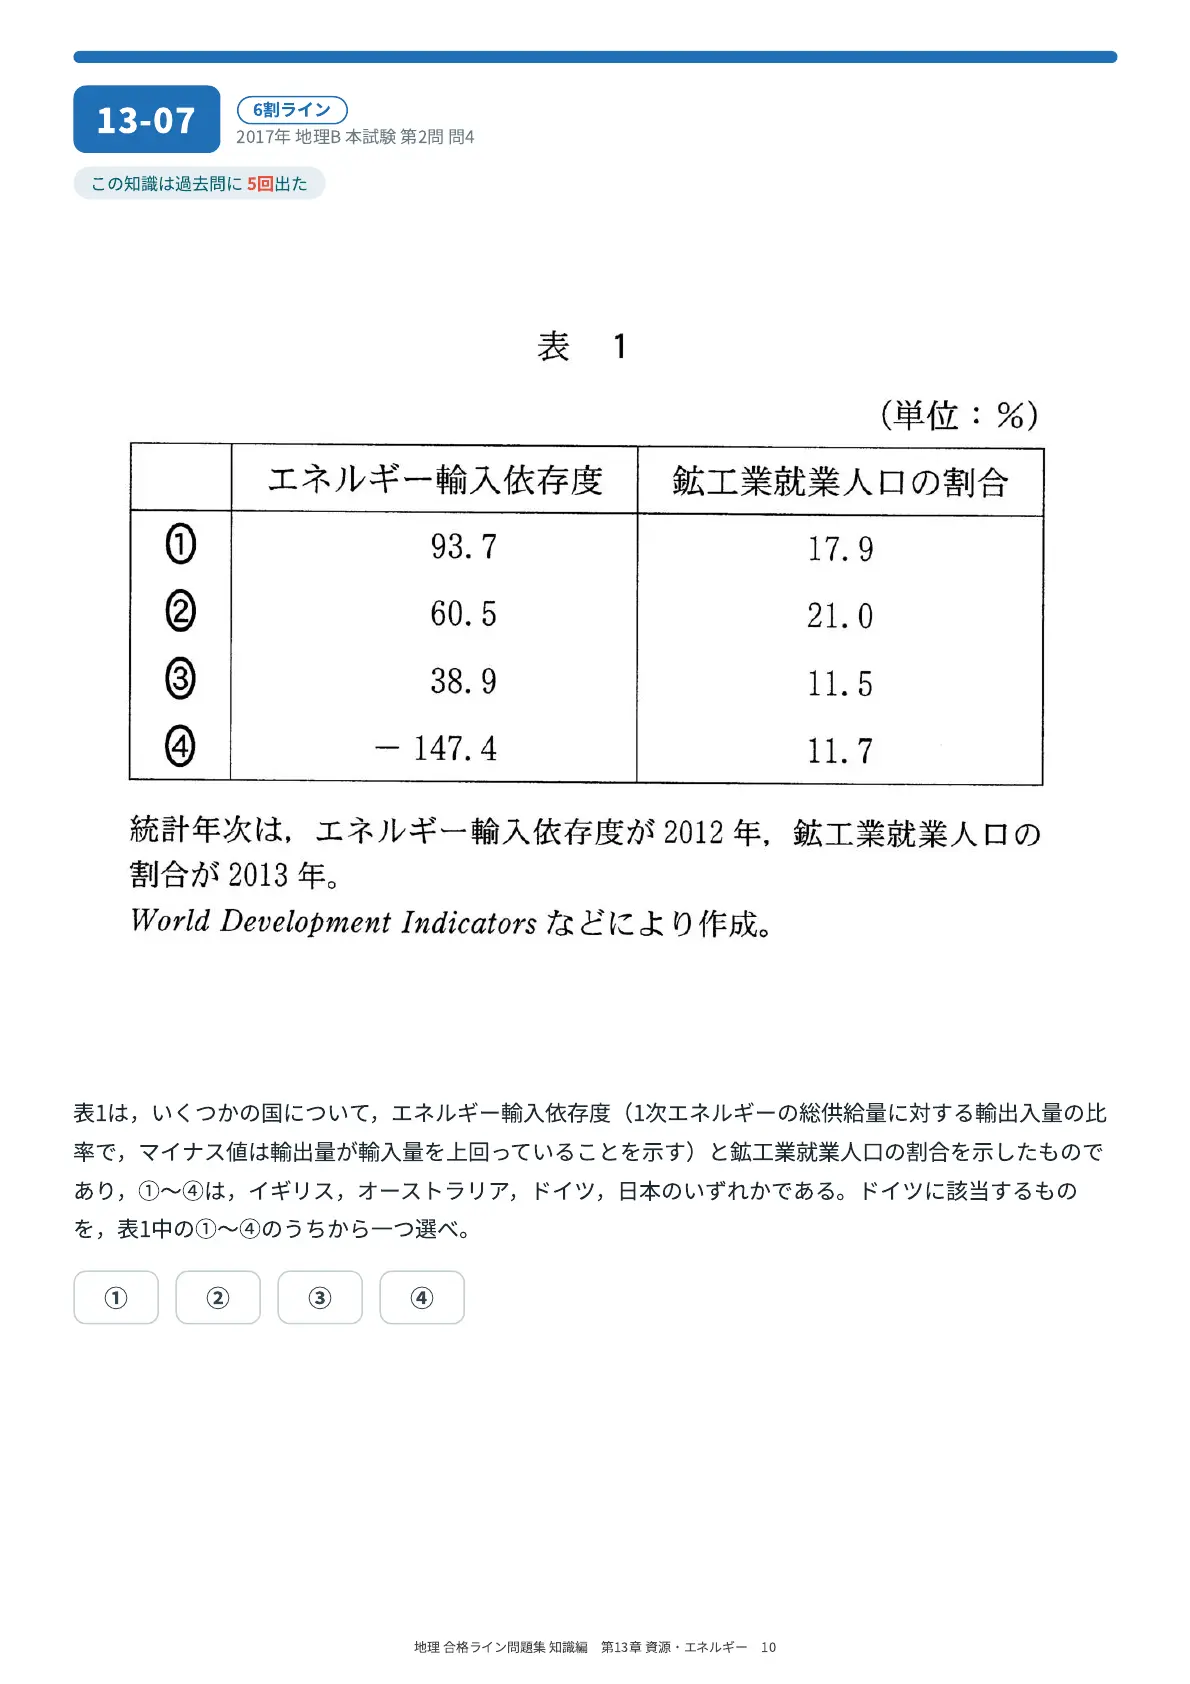 13-07
6割ライン
2017年 地理B 本試験 第2問 問4
この知識は過去問に 5回出た
表 1
(単位：%)
エネルギー輸入依存度 鉱工業就業人口の割合
① 93.7 17.9
② 60.5 21.0
③ 38.9 11.5
④ － 147.4 11.7
統計年次は，エネルギー輸入依存度が 2012 年，鉱工業就業人口の
割合が 2013 年。
World Development Indicators などにより作成。
表1は，いくつかの国について，エネルギー輸入依存度（1次エネルギーの総供給量に対する輸出入量の比
率で，マイナス値は輸出量が輸入量を上回っていることを示す）と鉱工業就業人口の割合を示したもので
あり，①～④は，イギリス，オーストラリア，ドイツ，日本のいずれかである。ドイツに該当するもの
を，表1中の①～④のうちから一つ選べ。
① ② ③ ④
地理 合格ライン問題集 知識編 第13章 資源・エネルギー 10